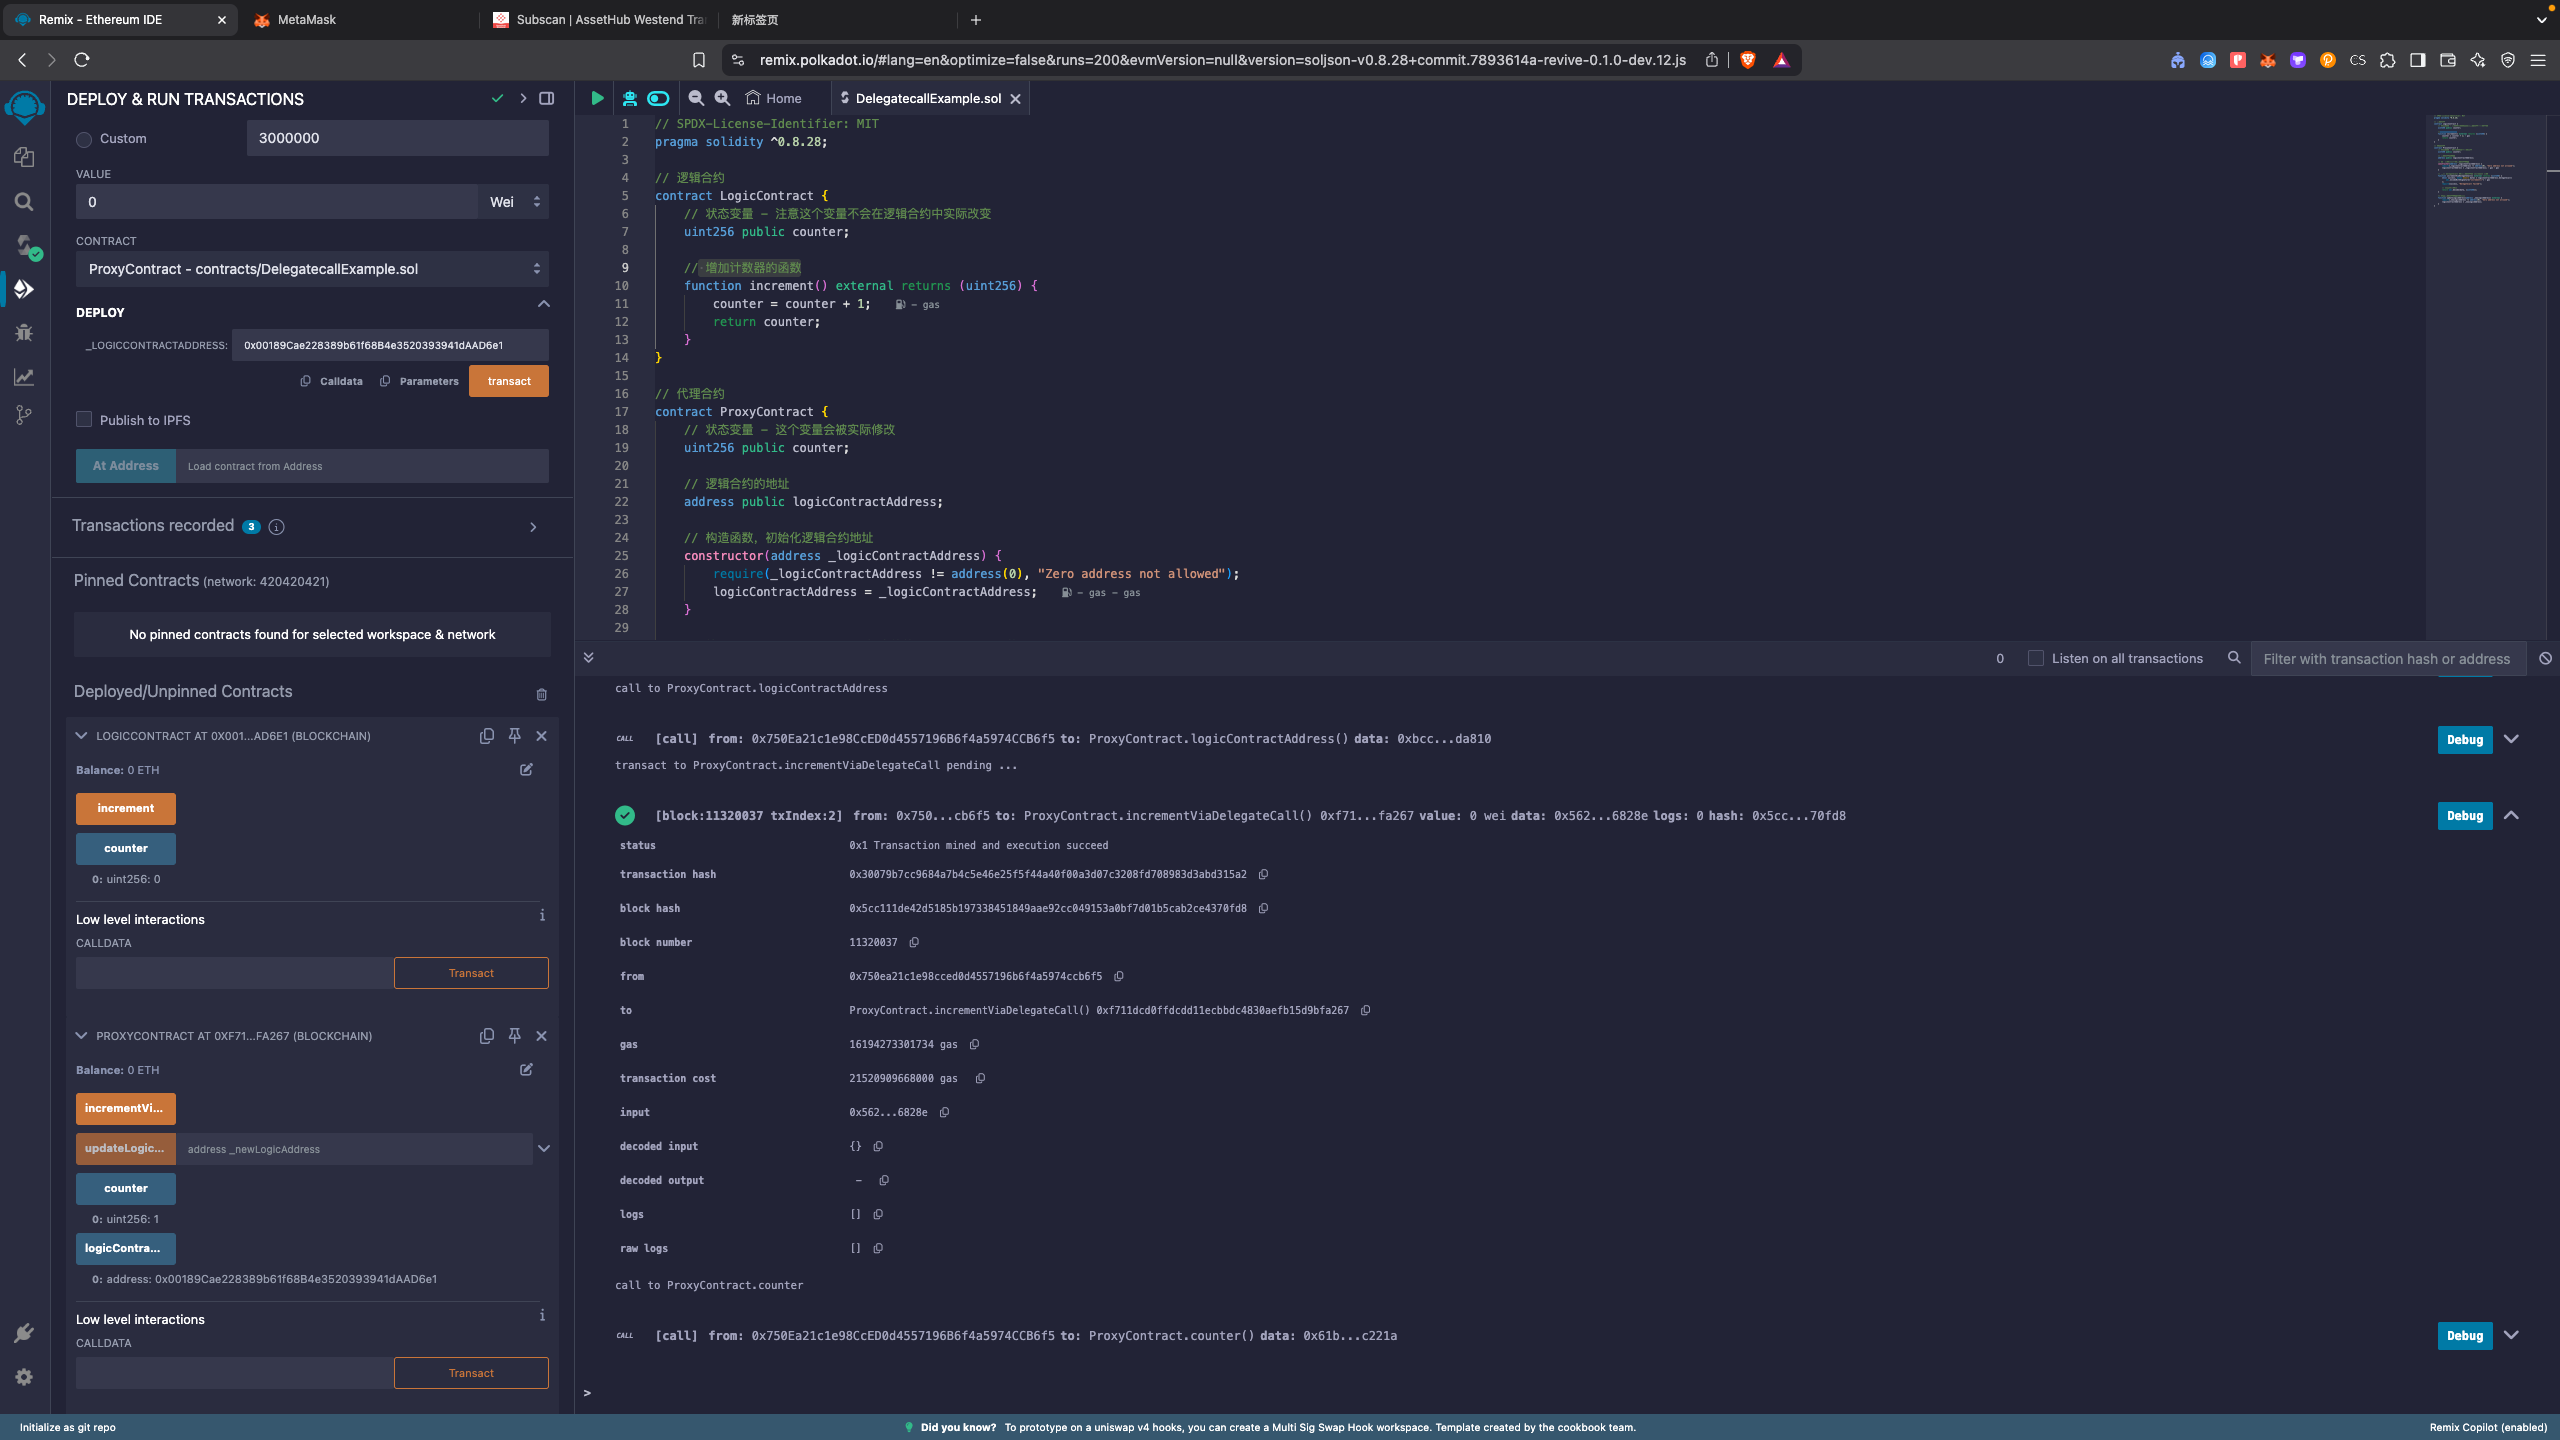 Remix - Ethereum IDE
MetaMask
Subscan | AssetHub Westend Tra
新标签页
remix.polkadot.io/#lang=en&optimize=false&runs=200&evmVersion=null&version=soljson-v0.8.28+commit.7893614a-revive-0.1.0-dev.12.js
DEPLOY & RUN TRANSACTIONS
Custom 3000000
VALUE
0 Wei
CONTRACT
ProxyContract - contracts/DelegatecallExample.sol
DEPLOY
_LOGICCONTRACTADDRESS: 0x00189Cae228389b61f68B4e3520393941dAAD6e1
Calldata Parameters transact
Publish to IPFS
At Address Load contract from Address
Transactions recorded 3
Pinned Contracts (network: 420420421)
No pinned contracts found for selected workspace & network
Deployed/Unpinned Contracts
LOGICCONTRACT AT 0X001...AD6E1 (BLOCKCHAIN)
Balance: 0 ETH
increment
counter
0: uint256: 0
Low level interactions
CALLDATA
Transact
PROXYCONTRACT AT 0XF71...FA267 (BLOCKCHAIN)
Balance: 0 ETH
incrementVi...
updateLogic... address _newLogicAddress
counter
0: uint256: 1
logicContra...
0: address: 0x00189Cae228389b61f68B4e3520393941dAAD6e1
Low level interactions
CALLDATA
Transact
Home DelegatecallExample.sol
1 // SPDX-License-Identifier: MIT
2 pragma solidity ^0.8.28;
3
4 // 逻辑合约
5 contract LogicContract {
6 // 状态变量 - 注意这个变量不会在逻辑合约中实际改变
7 uint256 public counter;
8
9 // 增加计数器的函数
10 function increment() external returns (uint256) {
11 counter = counter + 1; - gas
12 return counter;
13 }
14 }
15
16 // 代理合约
17 contract ProxyContract {
18 // 状态变量 - 这个变量会被实际修改
19 uint256 public counter;
20
21 // 逻辑合约的地址
22 address public logicContractAddress;
23
24 // 构造函数，初始化逻辑合约地址
25 constructor(address _logicContractAddress) {
26 require(_logicContractAddress != address(0), "Zero address not allowed");
27 logicContractAddress = _logicContractAddress; - gas - gas
28 }
29
0 Listen on all transactions Filter with transaction hash or address
call to ProxyContract.logicContractAddress
CALL [call] from: 0x750Ea21c1e98CcED0d4557196B6f4a5974CCB6f5 to: ProxyContract.logicContractAddress() data: 0xbcc...da810 Debug
transact to ProxyContract.incrementViaDelegateCall pending ...
[block:11320037 txIndex:2] from: 0x750...cb6f5 to: ProxyContract.incrementViaDelegateCall() 0xf71...fa267 value: 0 wei data: 0x562...6828e logs: 0 hash: 0x5cc...70fd8 Debug
status 0x1 Transaction mined and execution succeed
transaction hash 0x30079b7cc9684a7b4c5e46e25f5f44a40f00a3d07c3208fd708983d3abd315a2
block hash 0x5cc111de42d5185b197338451849aae92cc049153a0bf7d01b5cab2ce4370fd8
block number 11320037
from 0x750ea21c1e98cced0d4557196b6f4a5974ccb6f5
to ProxyContract.incrementViaDelegateCall() 0xf711dcd0ffdcdd11ecbbdc4830aefb15d9bfa267
gas 16194273301734 gas
transaction cost 21520909668000 gas
input 0x562...6828e
decoded input {}
decoded output -
logs []
raw logs []
call to ProxyContract.counter
CALL [call] from: 0x750Ea21c1e98CcED0d4557196B6f4a5974CCB6f5 to: ProxyContract.counter() data: 0x61b...c221a Debug
>
Initialize as git repo
Did you know? To prototype on a uniswap v4 hooks, you can create a Multi Sig Swap Hook workspace. Template created by the cookbook team.
Remix Copilot (enabled)